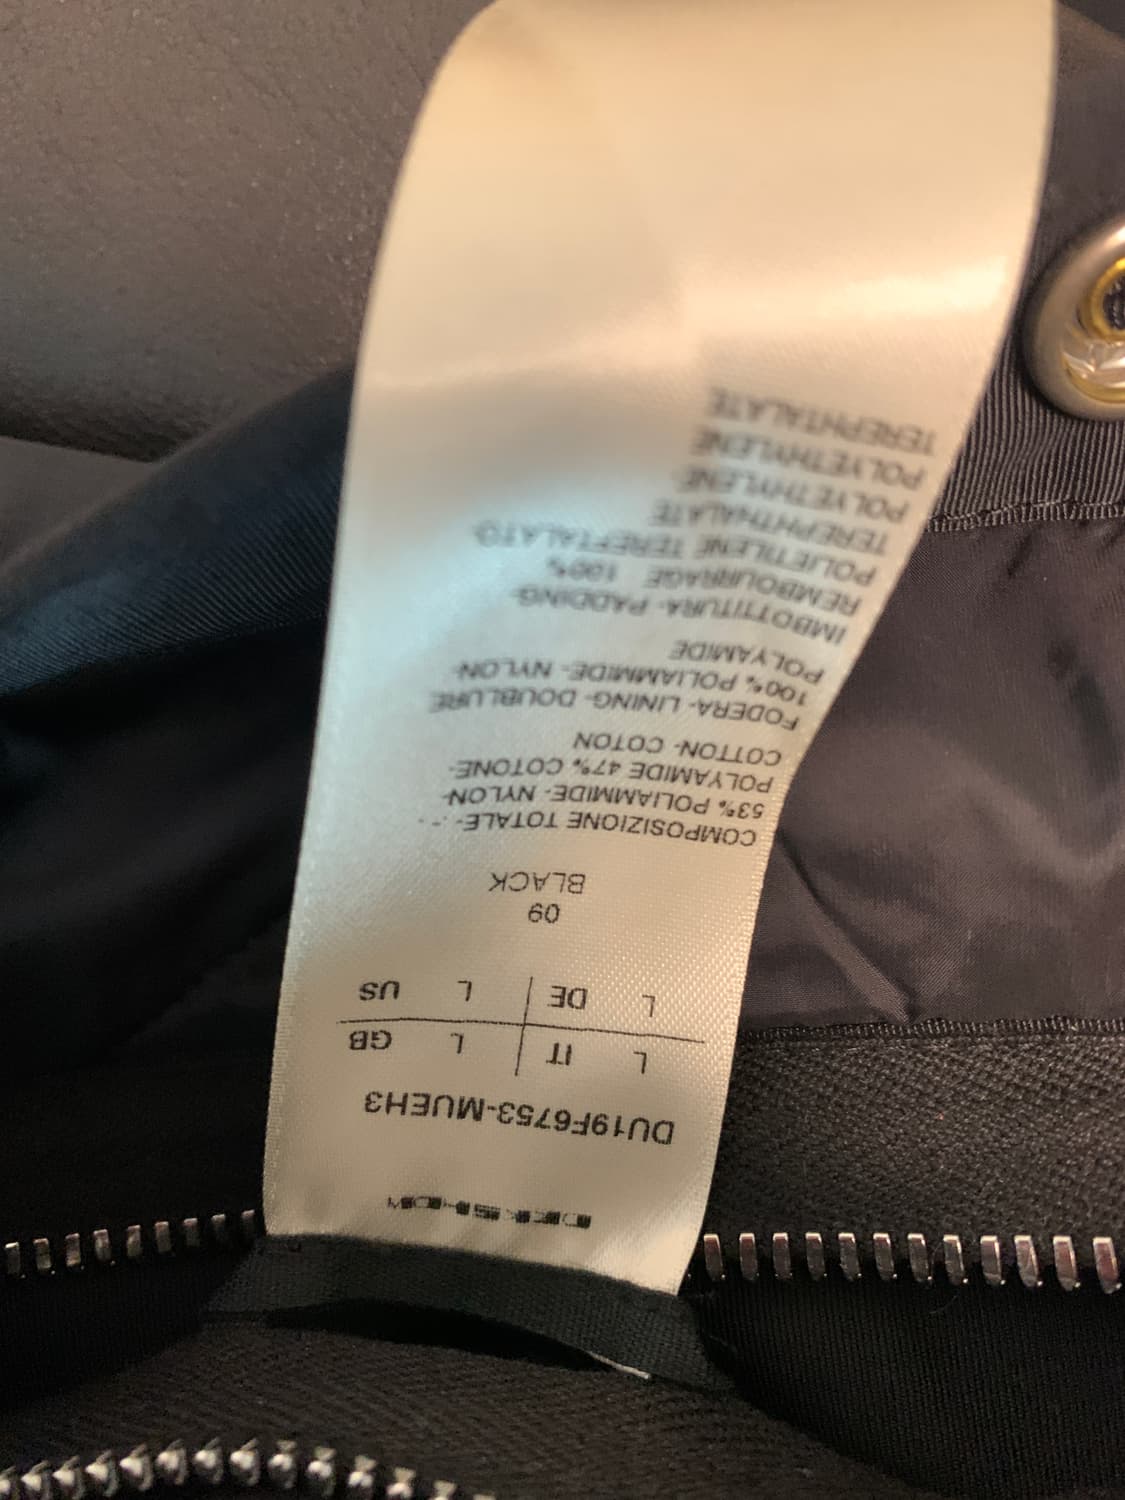 DRKSHDW
DU19F6753-MUEH3
L IT L GB
L DE L US
09
BLACK
COMPOSIZIONE TOTALE-
53% POLIAMMIDE- NYLON-
POLYAMIDE 47% COTONE-
COTTON- COTON
FODERA- LINING- DOUBLURE
100% POLIAMMIDE- NYLON-
POLYAMIDE
IMBOTTITURA- PADDING-
REMBOURRAGE 100%
POLIETILENE TEREFTALATO-
TEREPHTHALATE
POLYETHYLENE-
POLYETHYLENE
TEREPHTALATE